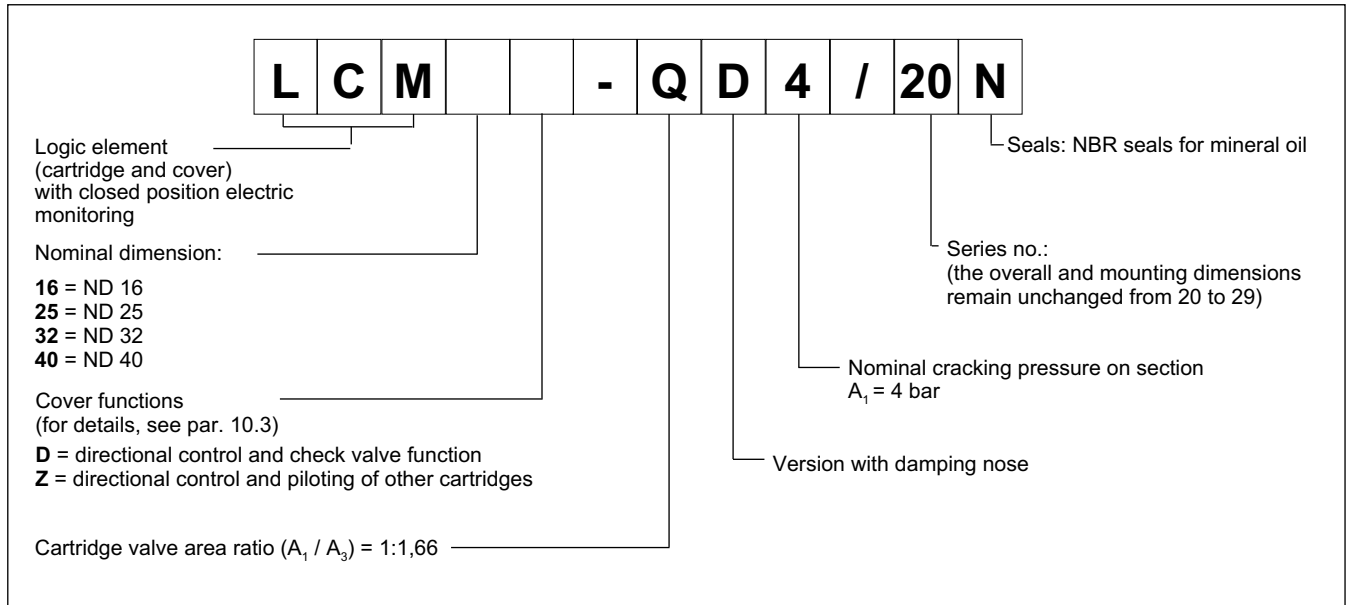 L C M - Q D 4 / 20 N
Logic element
(cartridge and cover)
with closed position electric
monitoring
Nominal dimension:
16 = ND 16
25 = ND 25
32 = ND 32
40 = ND 40
Cover functions
(for details, see par. 10.3)
D = directional control and check valve function
Z = directional control and piloting of other cartridges
Cartridge valve area ratio (A₁ / A₃) = 1:1,66
Seals: NBR seals for mineral oil
Series no.:
(the overall and mounting dimensions
remain unchanged from 20 to 29)
Nominal cracking pressure on section
A₁ = 4 bar
Version with damping nose